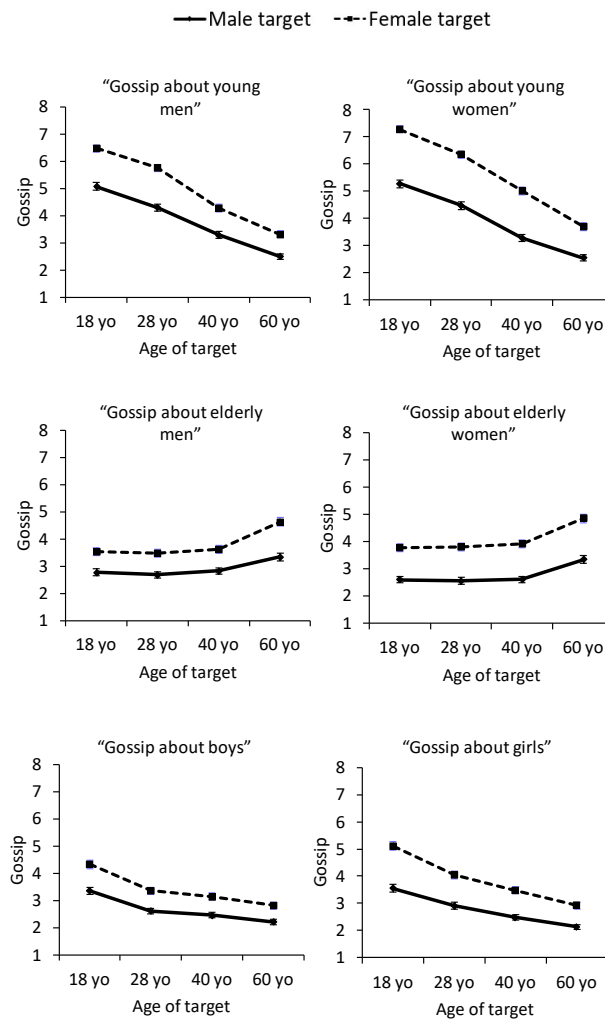 Male target Female target
"Gossip about young
men"
8
7
6
5
4
3
2
1
Gossip
18 yo 28 yo 40 yo 60 yo
Age of target
"Gossip about young
women"
8
7
6
5
4
3
2
1
Gossip
18 yo 28 yo 40 yo 60 yo
Age of target
"Gossip about elderly
men"
8
7
6
5
4
3
2
1
Gossip
18 yo 28 yo 40 yo 60 yo
Age of target
"Gossip about elderly
women"
8
7
6
5
4
3
2
1
Gossip
18 yo 28 yo 40 yo 60 yo
Age of target
"Gossip about boys"
8
7
6
5
4
3
2
1
Gossip
18 yo 28 yo 40 yo 60 yo
Age of target
"Gossip about girls"
8
7
6
5
4
3
2
1
Gossip
18 yo 28 yo 40 yo 60 yo
Age of target